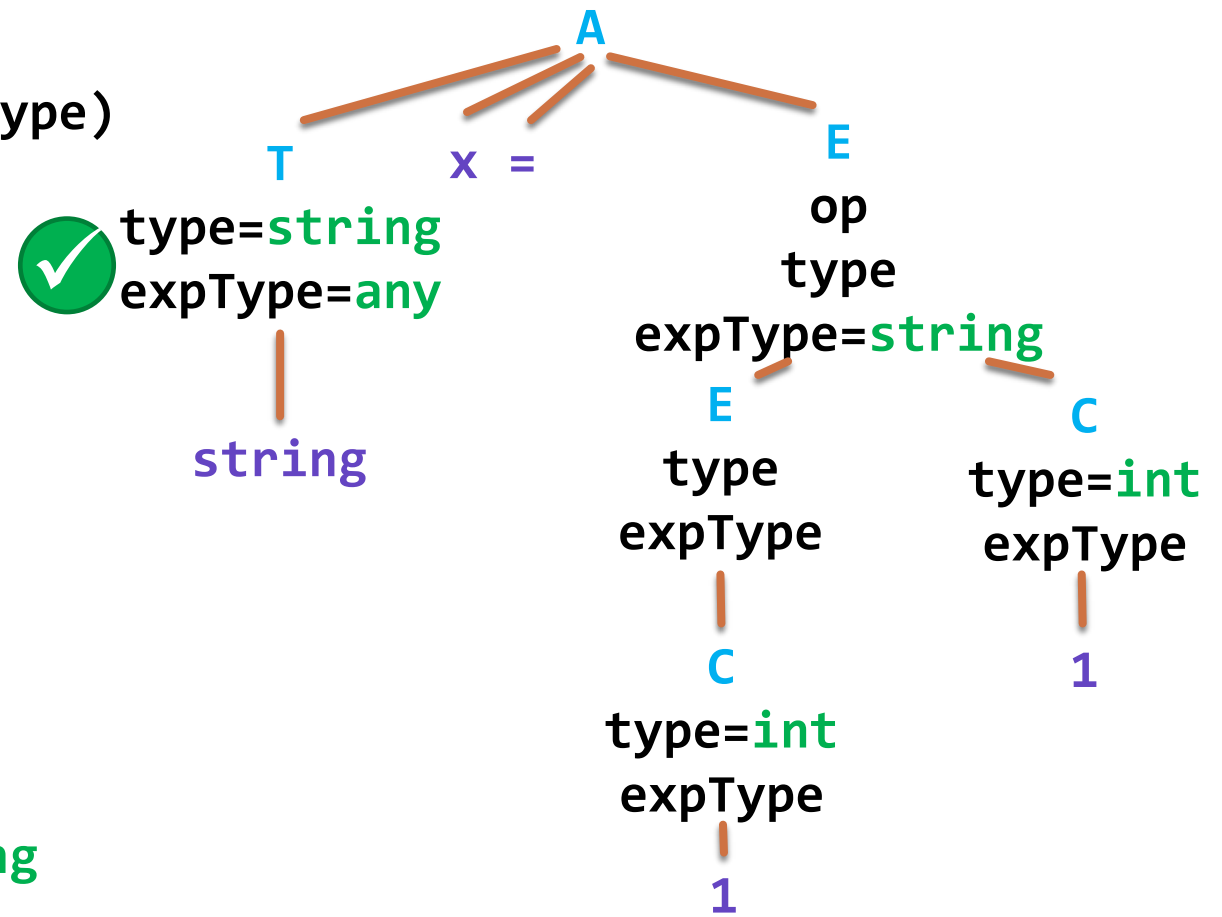 A
ype)
T
x =
E
type=string
expType=any
op
type
expType=string
string
E
type
expType
C
type=int
expType
C
type=int
expType
1
1
ng